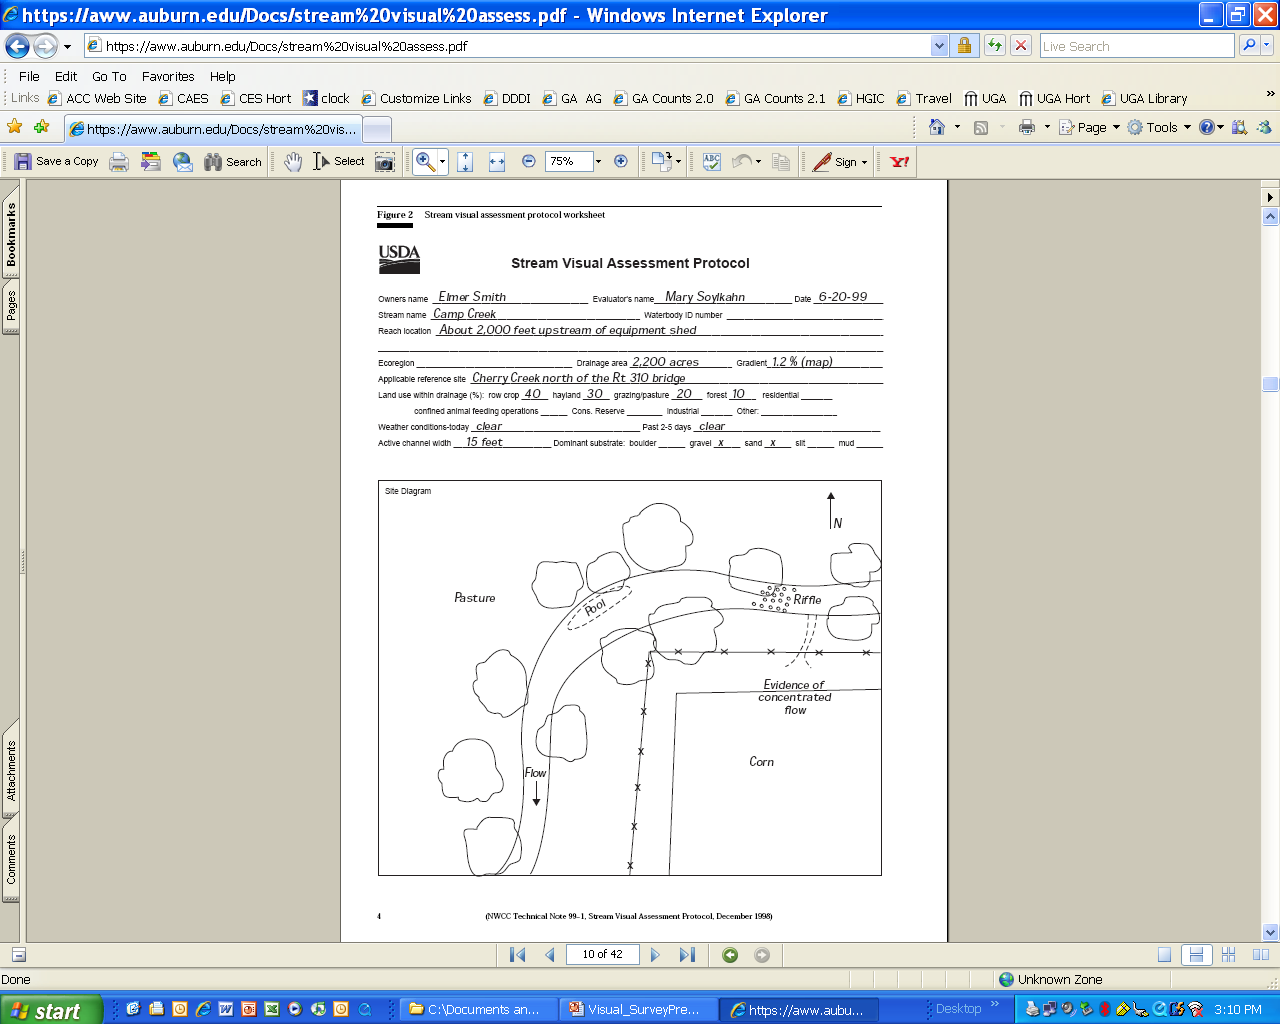 https://aww.auburn.edu/Docs/stream%20visual%20assess.pdf - Windows Internet Explorer
https://aww.auburn.edu/Docs/stream%20visual%20assess.pdf
Live Search
File Edit Go To Favorites Help
Links ACC Web Site CAES CES Hort clock Customize Links DDDI GA AG GA Counts 2.0 GA Counts 2.1 HGIC Travel UGA UGA Hort UGA Library
https://aww.auburn.edu/Docs/stream%20vis... Page Tools
Save a Copy Search Select 75% Sign Y!
Bookmarks
Pages
Attachments
Comments
Figure 2 Stream visual assessment protocol worksheet
USDA
Stream Visual Assessment Protocol
Owners name Elmer Smith Evaluator's name Mary Soylkahn Date 6-20-99
Stream name Camp Creek Waterbody ID number
Reach location About 2,000 feet upstream of equipment shed
Ecoregion Drainage area 2,200 acres Gradient 1.2 % (map)
Applicable reference site Cherry Creek north of the Rt 310 bridge
Land use within drainage (%): row crop 40 hayland 30 grazing/pasture 20 forest 10 residential
confined animal feeding operations Cons. Reserve Industrial Other:
Weather conditions-today clear Past 2-5 days clear
Active channel width 15 feet Dominant substrate: boulder gravel x sand x silt mud
Site Diagram
N
Pasture
Pool
Riffle
Evidence of
concentrated
flow
Corn
Flow
4 (NWCC Technical Note 99–1, Stream Visual Assessment Protocol, December 1998)
10 of 42
Done Unknown Zone
start C:\Documents an... Visual_SurveyPre... https://aww.aubu... Desktop 3:10 PM